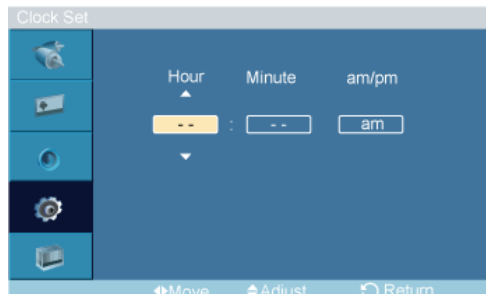 Clock Set
Hour Minute am/pm
-- : -- am
Move Adjust Return